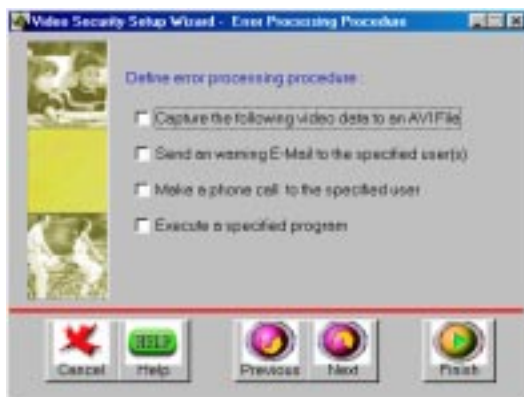 Video Security Setup Wizard - Error Processing Procedure
Define error processing procedure :
Capture the following video data to an AVI File
Send an warning E-Mail to the specified user(s)
Make a phone call to the specified user
Execute a specified program
HELP
Cancel Help Previous Next Finish